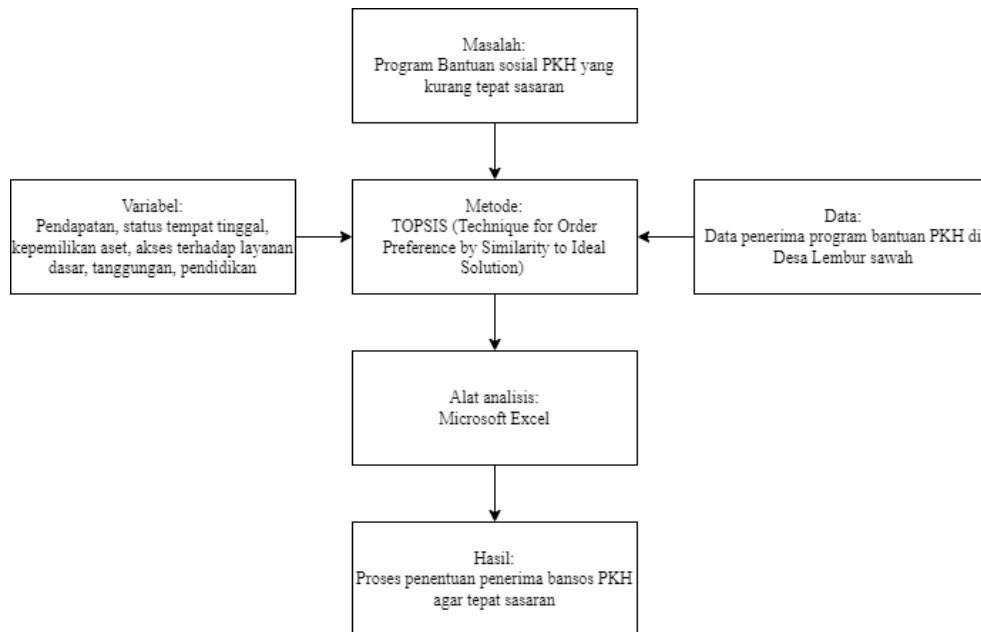 Masalah:
Program Bantuan sosial PKH yang
kurang tepat sasaran
Variabel:
Pendapatan, status tempat tinggal,
kepemilikan aset, akses terhadap layanan
dasar, tanggungan, pendidikan
Metode:
TOPSIS (Technique for Order
Preference by Similarity to Ideal
Solution)
Data:
Data penerima program bantuan PKH di
Desa Lembur sawah
Alat analisis:
Microsoft Excel
Hasil:
Proses penentuan penerima bansos PKH
agar tepat sasaran